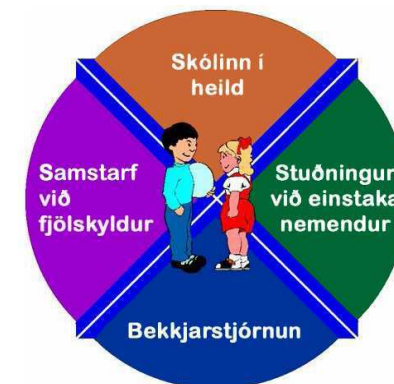 Skólinn í
heild
Samstarf
við
fjölskyldur
Stuðningur
við einstaka
nemendur
Bekkjarstjórnun